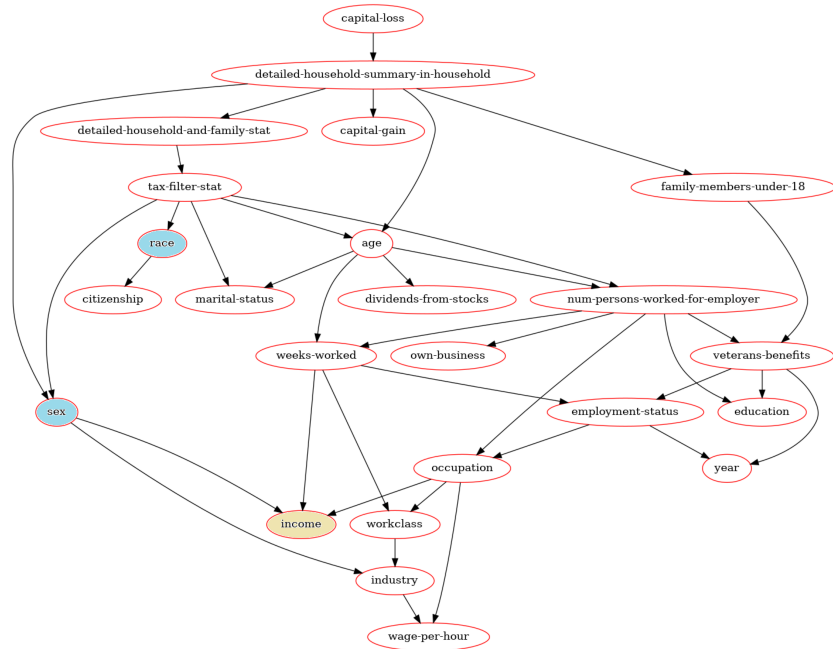 capital-loss
detailed-household-summary-in-household
detailed-household-and-family-stat
capital-gain
tax-filter-stat
family-members-under-18
race
age
citizenship
marital-status
dividends-from-stocks
num-persons-worked-for-employer
weeks-worked
own-business
veterans-benefits
sex
employment-status
education
occupation
year
income
workclass
industry
wage-per-hour